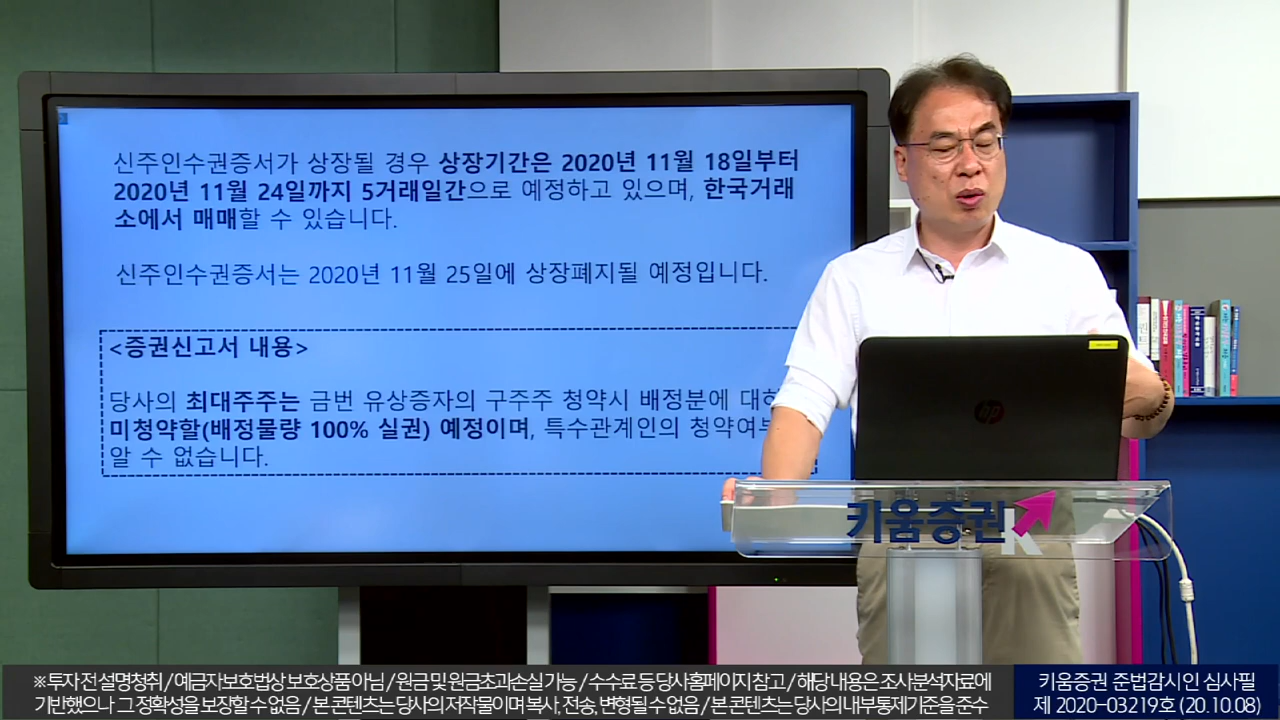 신주인수권증서가 상장될 경우 상장기간은 2020년 11월 18일부터
2020년 11월 24일까지 5거래일간으로 예정하고 있으며, 한국거래
소에서 매매할 수 있습니다.
신주인수권증서는 2020년 11월 25일에 상장폐지될 예정입니다.
<증권신고서 내용>
당사의 최대주주는 금번 유상증자의 구주주 청약시 배정분에 대하
미청약할(배정물량 100% 실권) 예정이며, 특수관계인의 청약여부
알 수 없습니다.
hp
키움증권
※ 투자 전 설명청취 / 예금자보호법상 보호상품 아님 / 원금 및 원금초과손실 가능 / 수수료 등 당사홈페이지 참고 / 해당 내용은 조사분석자료에
기반했으나 그 정확성을 보장할 수 없음 / 본 콘텐츠는 당사의 저작물이며 복사, 전송, 변형될 수 없음 / 본 콘텐츠는 당사의 내부통제기준을 준수
키움증권 준법감시인 심사필
제 2020-03219호 (20.10.08)